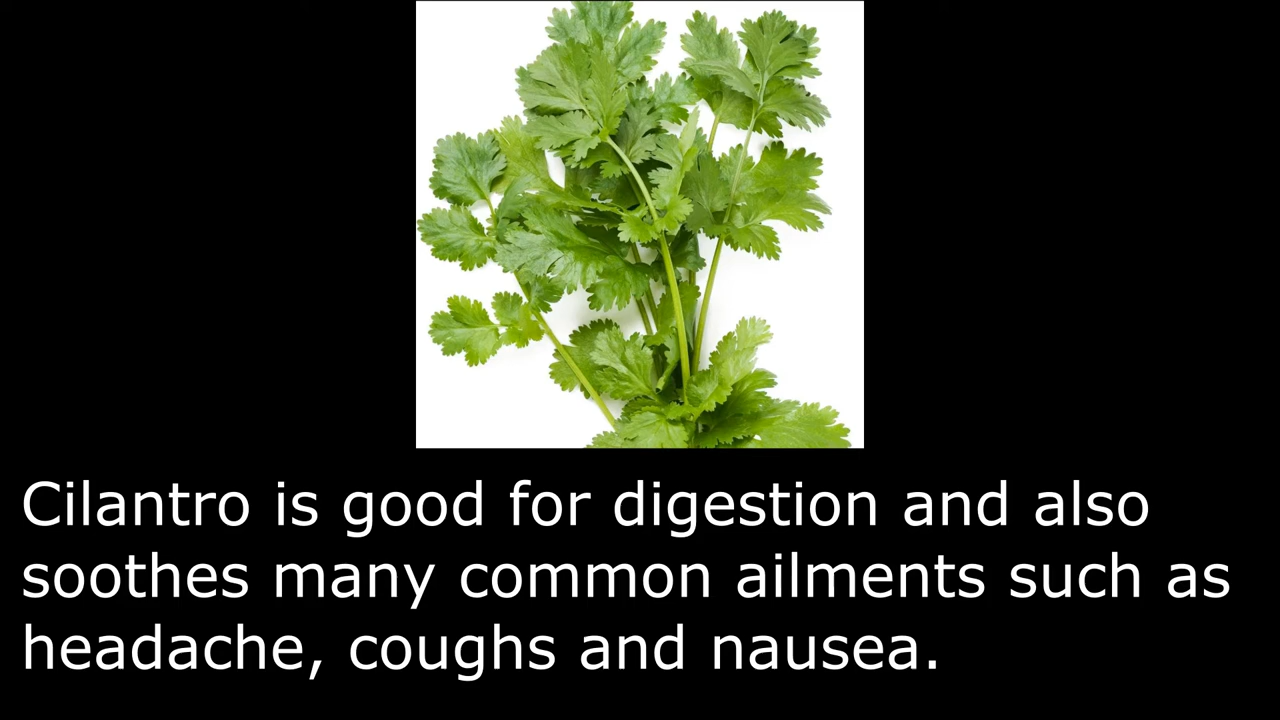 Cilantro is good for digestion and also
soothes many common ailments such as
headache, coughs and nausea.